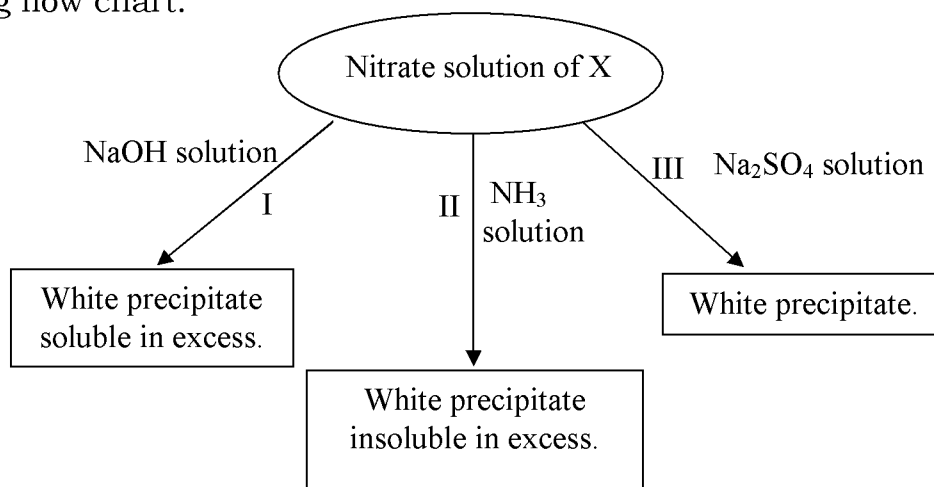 flow chart.
Nitrate solution of X
NaOH solution
I
II
NH₃
solution
III
Na₂SO₄ solution
White precipitate
soluble in excess.
White precipitate
insoluble in excess.
White precipitate.